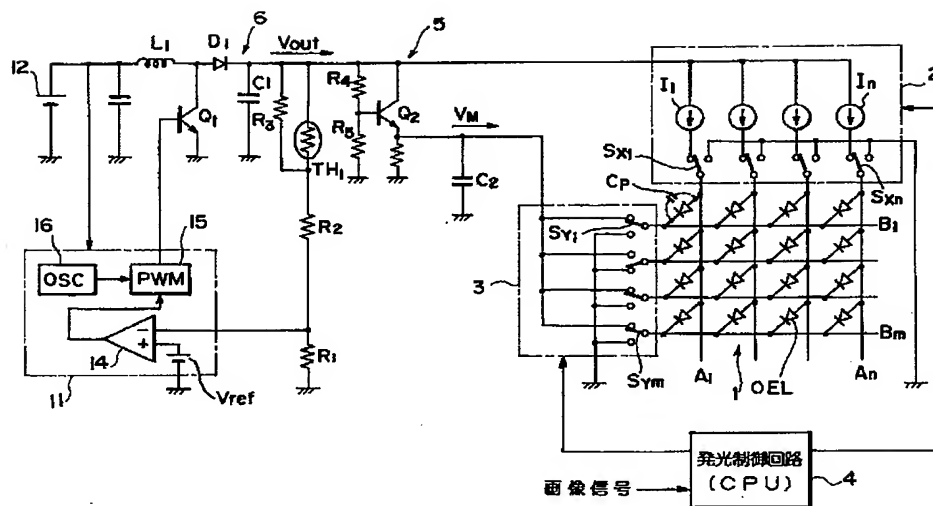 6
5
L1
D1
Vout
12
C1
R3
R4
Q2
I1
In
2
Q1
R5
VM
TH1
C2
SX1
SXn
CP
R2
SY1
B1
16
15
OSC
PWM
3
14
R1
Bm
11
Vref
SYm
A1
1
OEL
An
発光制御回路
(CPU)
4
画像信号